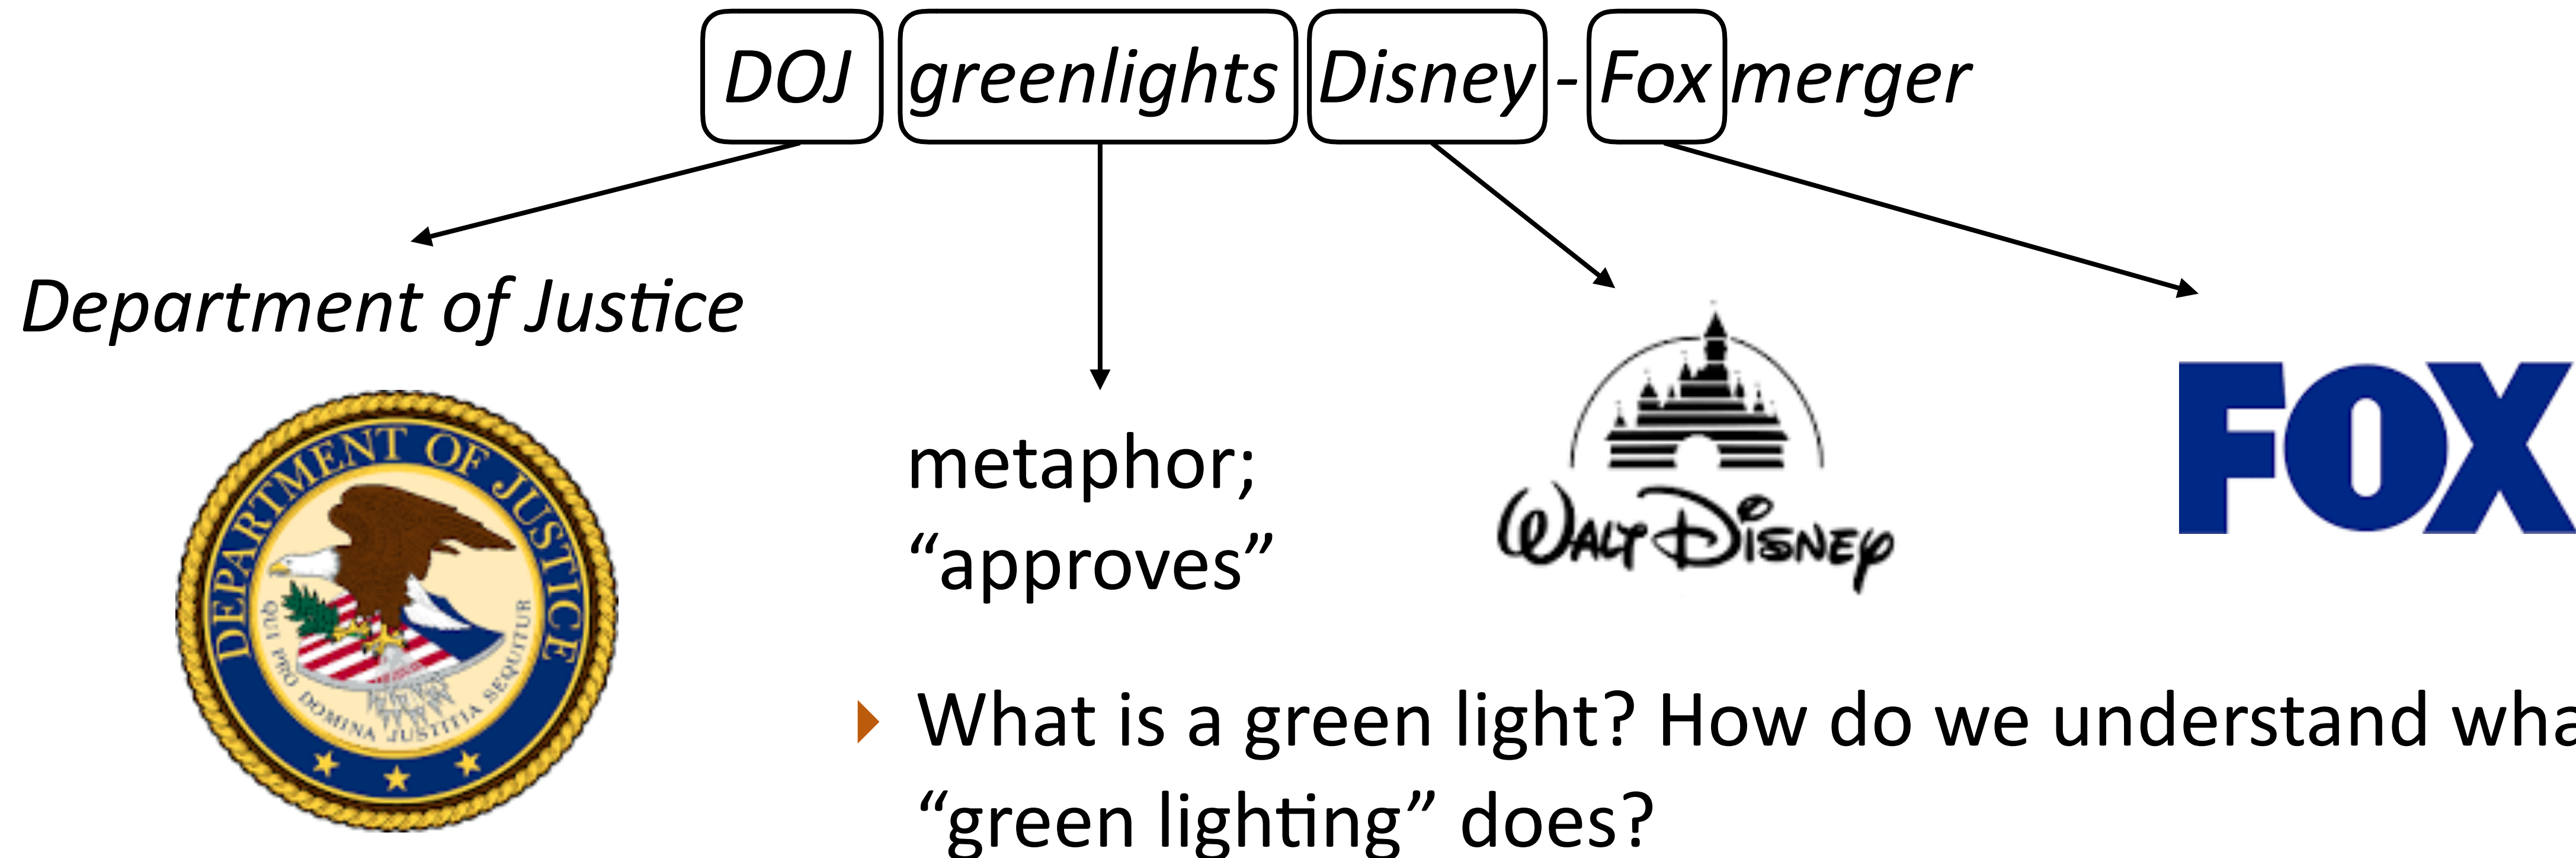 DOJ greenlights Disney - Fox merger
Department of Justice
metaphor;
“approves”
DEPARTMENT OF JUSTICE
QUI PRO DOMINA JUSTITIA SEQUITUR
WALT DISNEY
FOX
What is a green light? How do we understand wha
“green lighting” does?